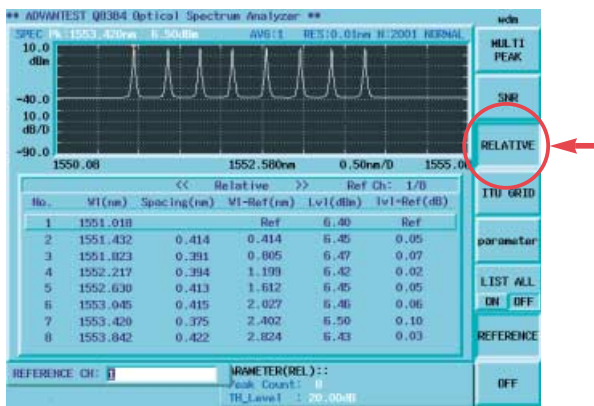 ** ADVANTEST Q8384 Optical Spectrum Analyzer **
wdm
SPEC Pk:1553.420nm 6.50dBm AVG:1 RES:0.01nm N:2001 NORMAL
10.0
dBm
-40.0
10.0
dB/D
-90.0
1550.08 1552.580nm 0.50nm/D 1555.0
MULTI
PEAK
SNR
RELATIVE
ITU GRID
parameter
LIST ALL
ON OFF
REFERENCE
OFF
<< Relative >> Ref Ch: 1/8
No. Wl(nm) Spacing(nm) Wl-Ref(nm) Lvl(dBm) lvl-Ref(dB)
1 1551.018 Ref 6.40 Ref
2 1551.432 0.414 0.414 6.45 0.05
3 1551.823 0.391 0.805 6.47 0.07
4 1552.217 0.394 1.199 6.42 0.02
5 1552.630 0.413 1.612 6.45 0.05
6 1553.045 0.415 2.027 6.46 0.06
7 1553.420 0.375 2.402 6.50 0.10
8 1553.842 0.422 2.824 6.43 0.03
REFERENCE CH: 1
ARAMETER(REL)::
Peak Count: 8
TH_Level : 20.00dB